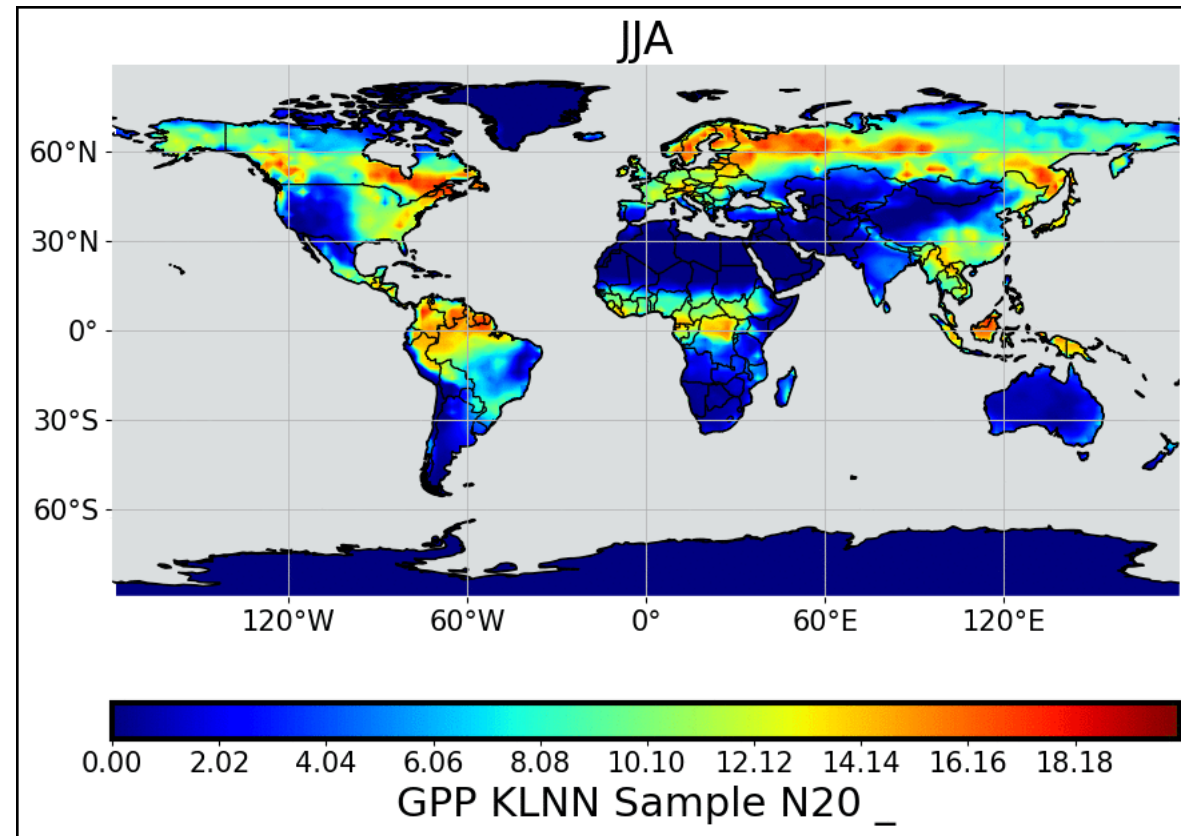 JJA
60°N
30°N
0°
30°S
60°S
120°W 60°W 0° 60°E 120°E
0.00 2.02 4.04 6.06 8.08 10.10 12.12 14.14 16.16 18.18
GPP KLNN Sample N20 _